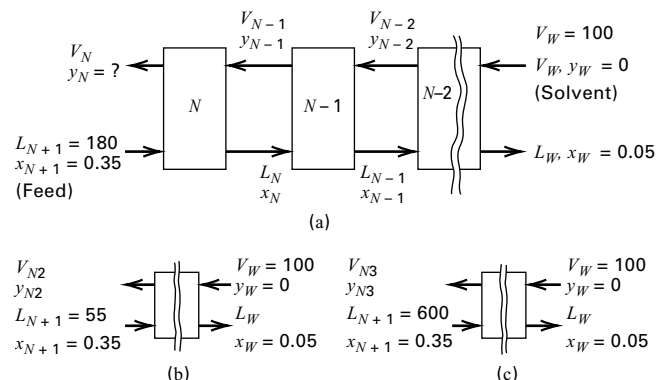 V_N
y_N = ?
V_{N–1}
y_{N–1}
V_{N–2}
y_{N–2}
V_W = 100
V_W, y_W = 0
(Solvent)
N
N – 1
N–2
L_{N + 1} = 180
x_{N + 1} = 0.35
(Feed)
L_N
x_N
L_{N–1}
x_{N–1}
L_W, x_W = 0.05
(a)
V_{N2}
y_{N2}
L_{N + 1} = 55
x_{N + 1} = 0.35
V_W = 100
y_W = 0
L_W
x_W = 0.05
(b)
V_{N3}
y_{N3}
L_{N + 1} = 600
x_{N + 1} = 0.35
V_W = 100
y_W = 0
L_W
x_W = 0.05
(c)